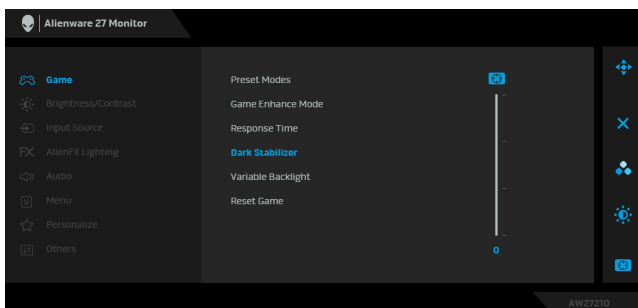 Alienware 27 Monitor
Game
Brightness/Contrast
Input Source
AlienFX Lighting
Audio
Menu
Personalize
Others
Preset Modes
Game Enhance Mode
Response Time
Dark Stabilizer
Variable Backlight
Reset Game
0
AW2721D